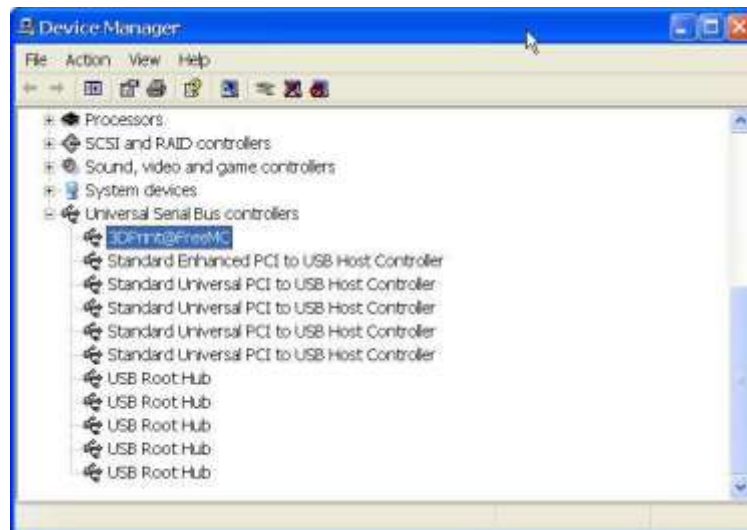 Device Manager
File Action View Help
Processors
SCSI and RAID controllers
Sound, video and game controllers
System devices
Universal Serial Bus controllers
3DPrint@FreeMC
Standard Enhanced PCI to USB Host Controller
Standard Universal PCI to USB Host Controller
Standard Universal PCI to USB Host Controller
Standard Universal PCI to USB Host Controller
Standard Universal PCI to USB Host Controller
USB Root Hub
USB Root Hub
USB Root Hub
USB Root Hub
USB Root Hub